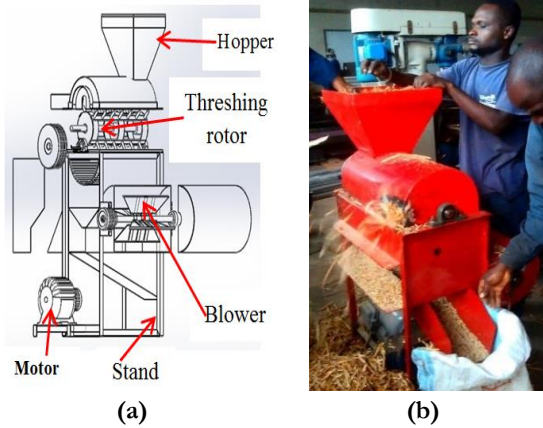 Hopper
Threshing
rotor
Blower
Motor
Stand
(a)
(b)